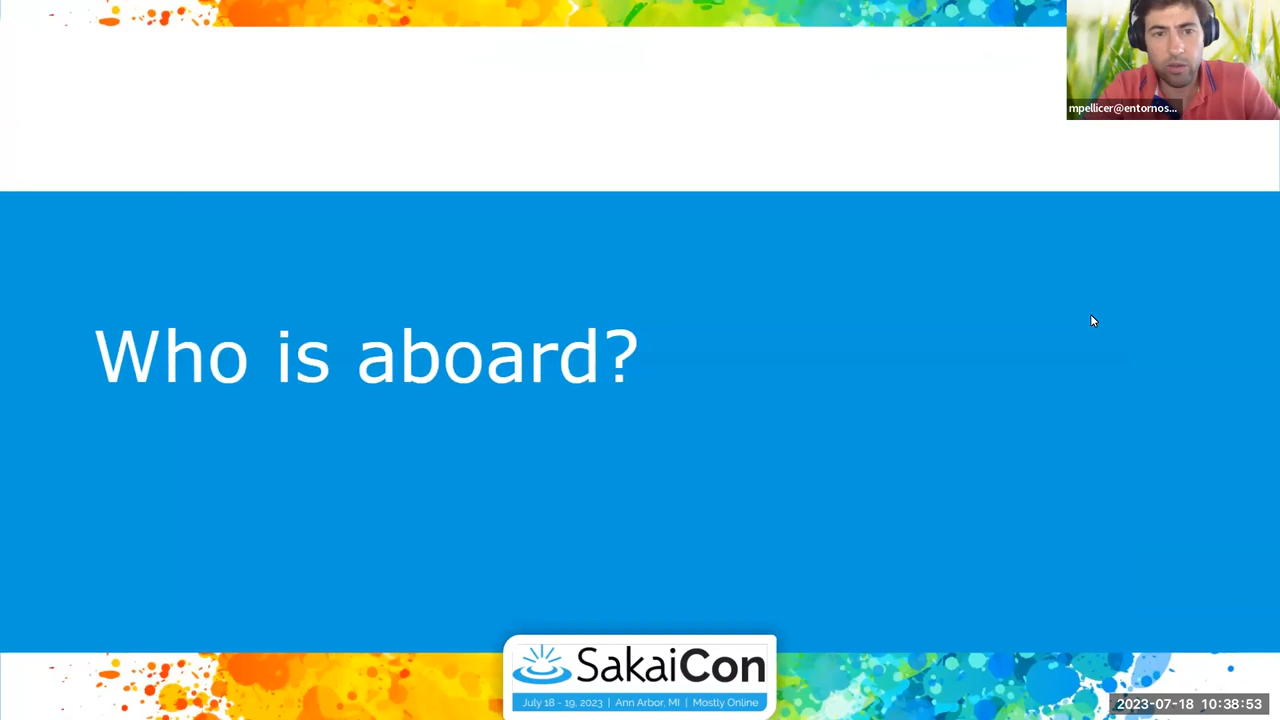 mpellicer@entornos...
Who is aboard?
SakaiCon
July 18 - 19, 2023 | Ann Arbor, MI | Mostly Online
2023-07-18 10:38:53